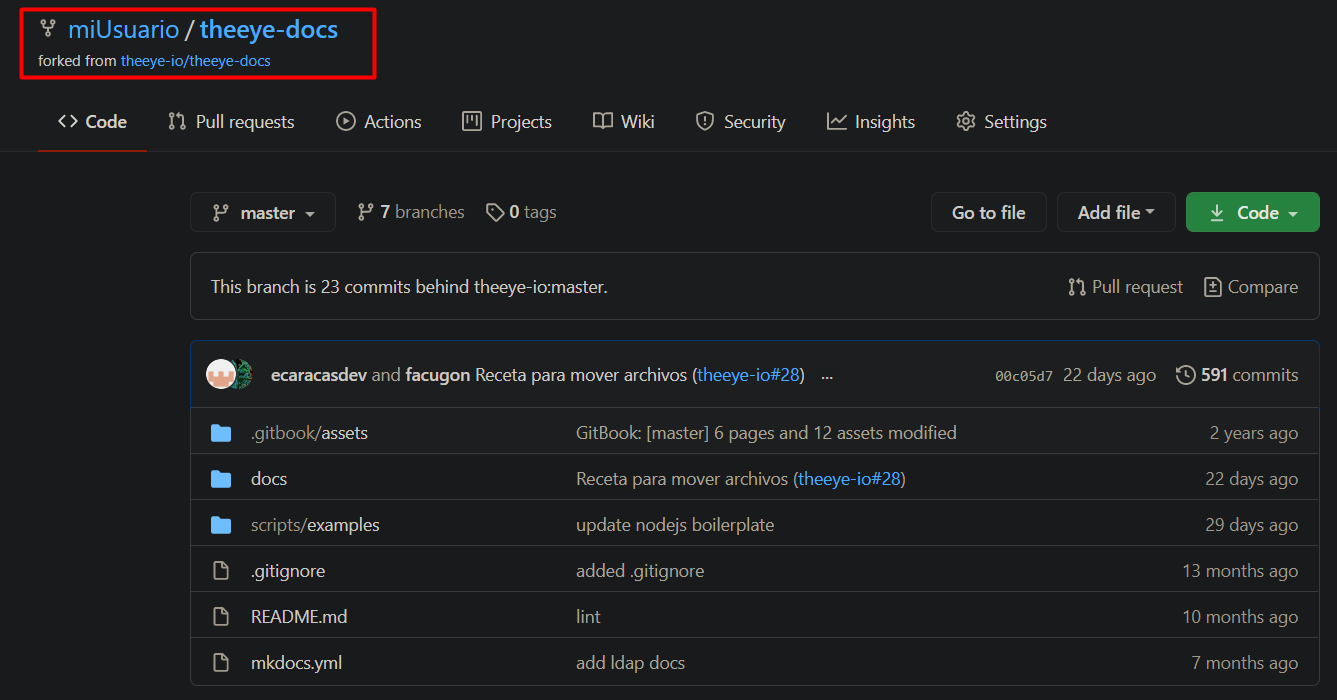 miUsuario / theeye-docs
forked from theeye-io/theeye-docs
Code Pull requests Actions Projects Wiki Security Insights Settings
master 7 branches 0 tags Go to file Add file Code
This branch is 23 commits behind theeye-io:master. Pull request Compare
ecaracasdev and facugon Receta para mover archivos (theeye-io#28) ... 00c05d7 22 days ago 591 commits
.gitbook/assets GitBook: [master] 6 pages and 12 assets modified 2 years ago
docs Receta para mover archivos (theeye-io#28) 22 days ago
scripts/examples update nodejs boilerplate 29 days ago
.gitignore added .gitignore 13 months ago
README.md lint 10 months ago
mkdocs.yml add ldap docs 7 months ago